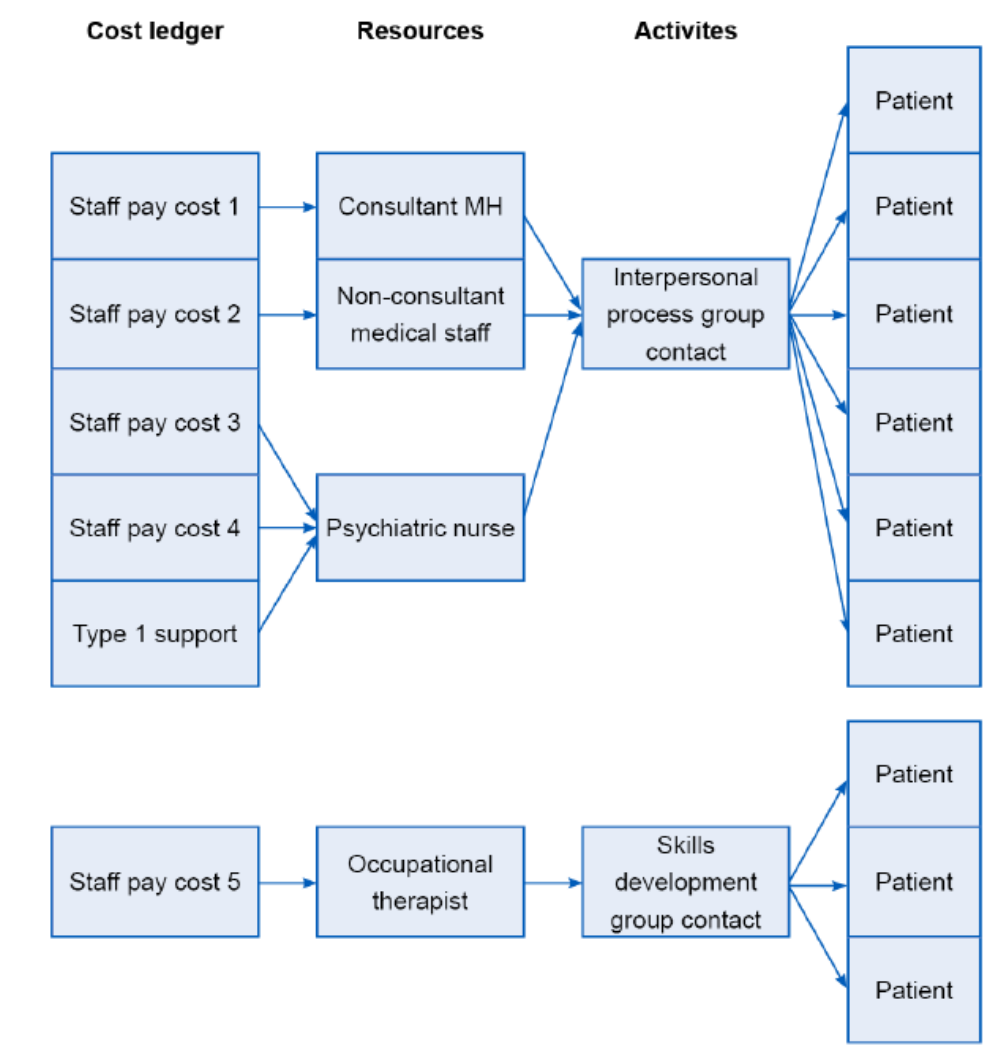 Cost ledger
Resources
Activites
Staff pay cost 1
Staff pay cost 2
Staff pay cost 3
Staff pay cost 4
Type 1 support
Consultant MH
Non-consultant
medical staff
Psychiatric nurse
Interpersonal
process group
contact
Patient
Patient
Patient
Patient
Patient
Patient
Staff pay cost 5
Occupational
therapist
Skills
development
group contact
Patient
Patient
Patient